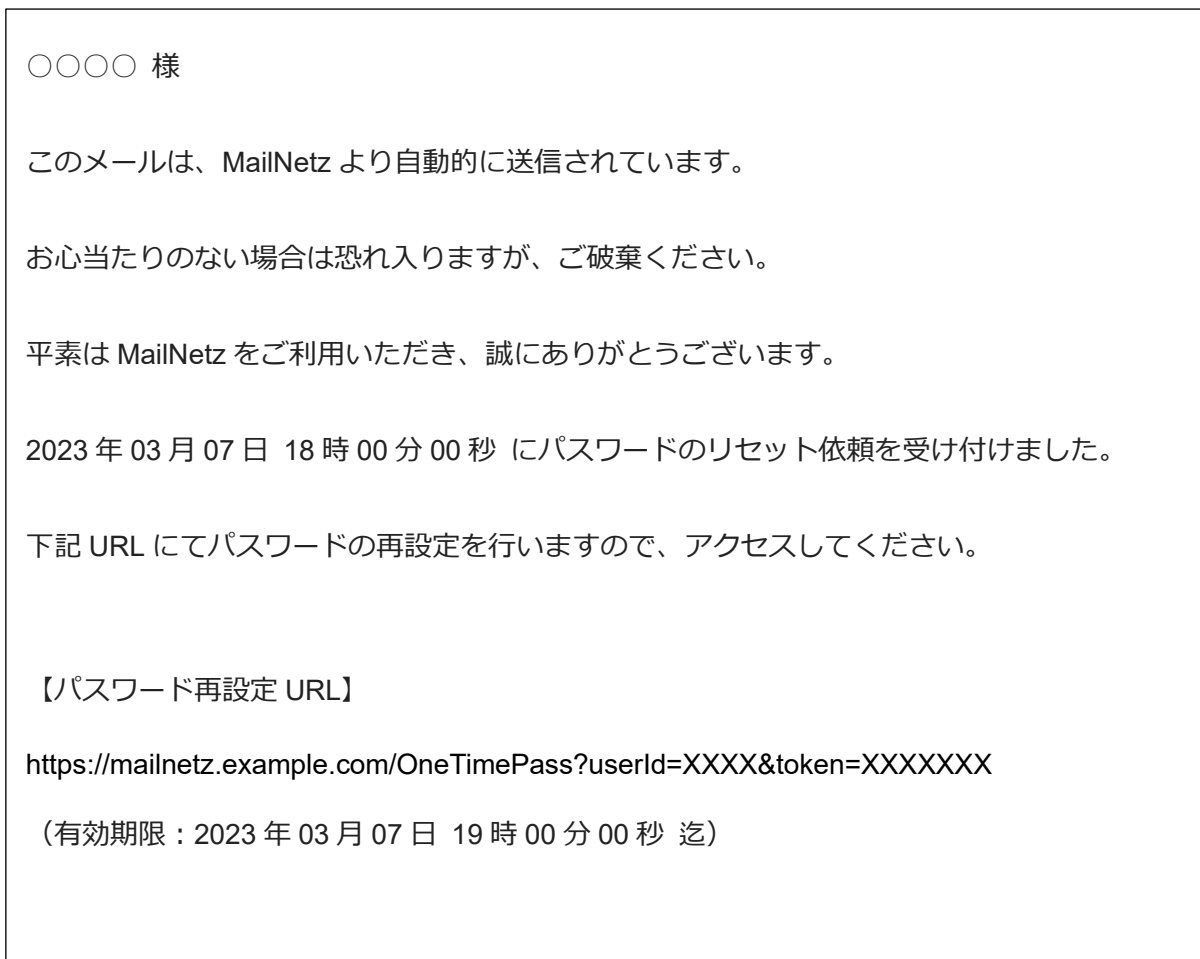 ○○○○ 様
このメールは、MailNetz より自動的に送信されています。
お心当たりのない場合は恐れ入りますが、ご破棄ください。
平素は MailNetz をご利用いただき、誠にありがとうございます。
2023 年 03 月 07 日 18 時 00 分 00 秒 にパスワードのリセット依頼を受け付けました。
下記 URL にてパスワードの再設定を行いますので、アクセスしてください。
【パスワード再設定 URL】
https://mailnetz.example.com/OneTimePass?userId=XXXX&token=XXXXXXX
（有効期限：2023 年 03 月 07 日 19 時 00 分 00 秒 迄）